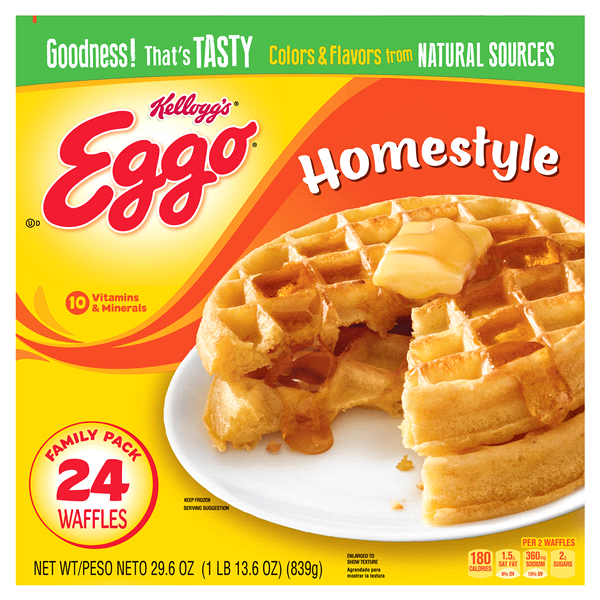 Goodness! That's TASTY Colors & Flavors from NATURAL SOURCES
Kellogg's®
Eggo®
Homestyle
Ⓤ D
10 Vitamins
& Minerals
FAMILY PACK
24
WAFFLES
KEEP FROZEN
SERVING SUGGESTION
ENLARGED TO
SHOW TEXTURE
Agrandado para
mostrar la textura
NET WT/PESO NETO 29.6 OZ (1 LB 13.6 OZ) (839g)
PER 2 WAFFLES
180 CALORIES
1.5g SAT FAT 8% DV
360mg SODIUM
2g SUGARS